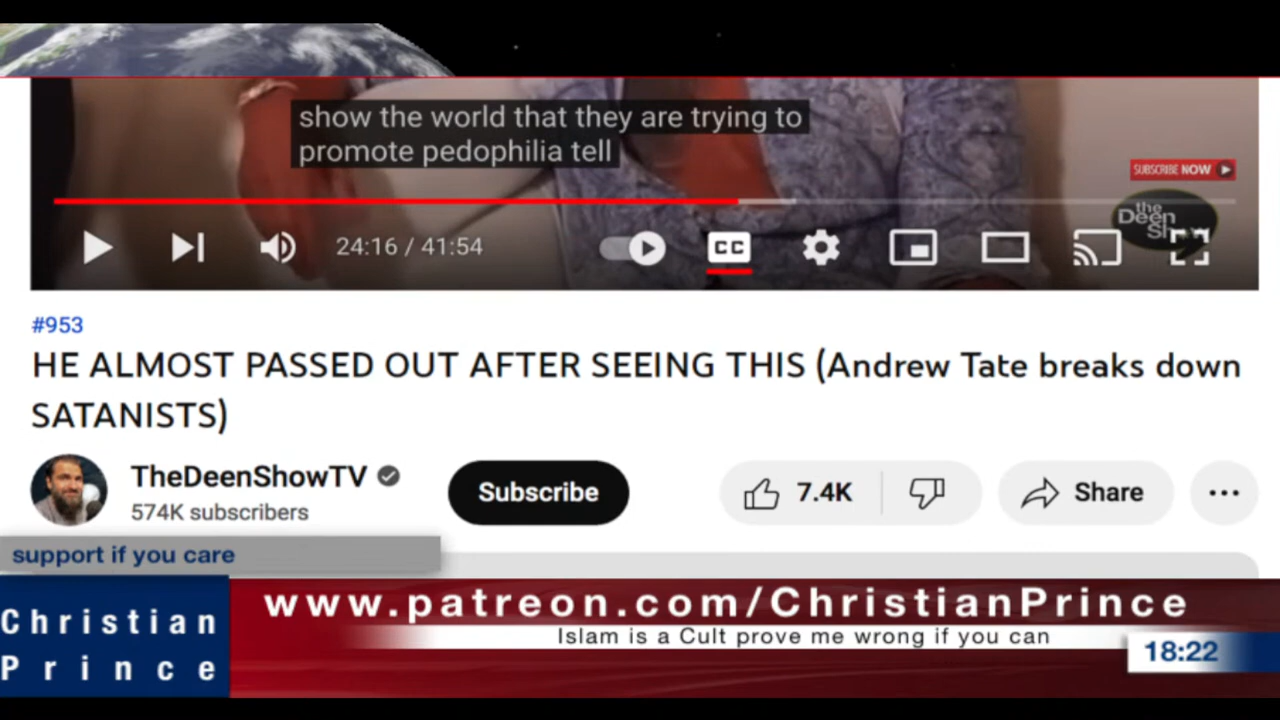 show the world that they are trying to
promote pedophilia tell
SUBSCRIBE NOW
the
Deen
24:16 / 41:54
CC
#953
HE ALMOST PASSED OUT AFTER SEEING THIS (Andrew Tate breaks down
SATANISTS)
TheDeenShowTV
574K subscribers
Subscribe
7.4K
Share
support if you care
Christian
Prince
www.patreon.com/ChristianPrince
Islam is a Cult prove me wrong if you can
18:22